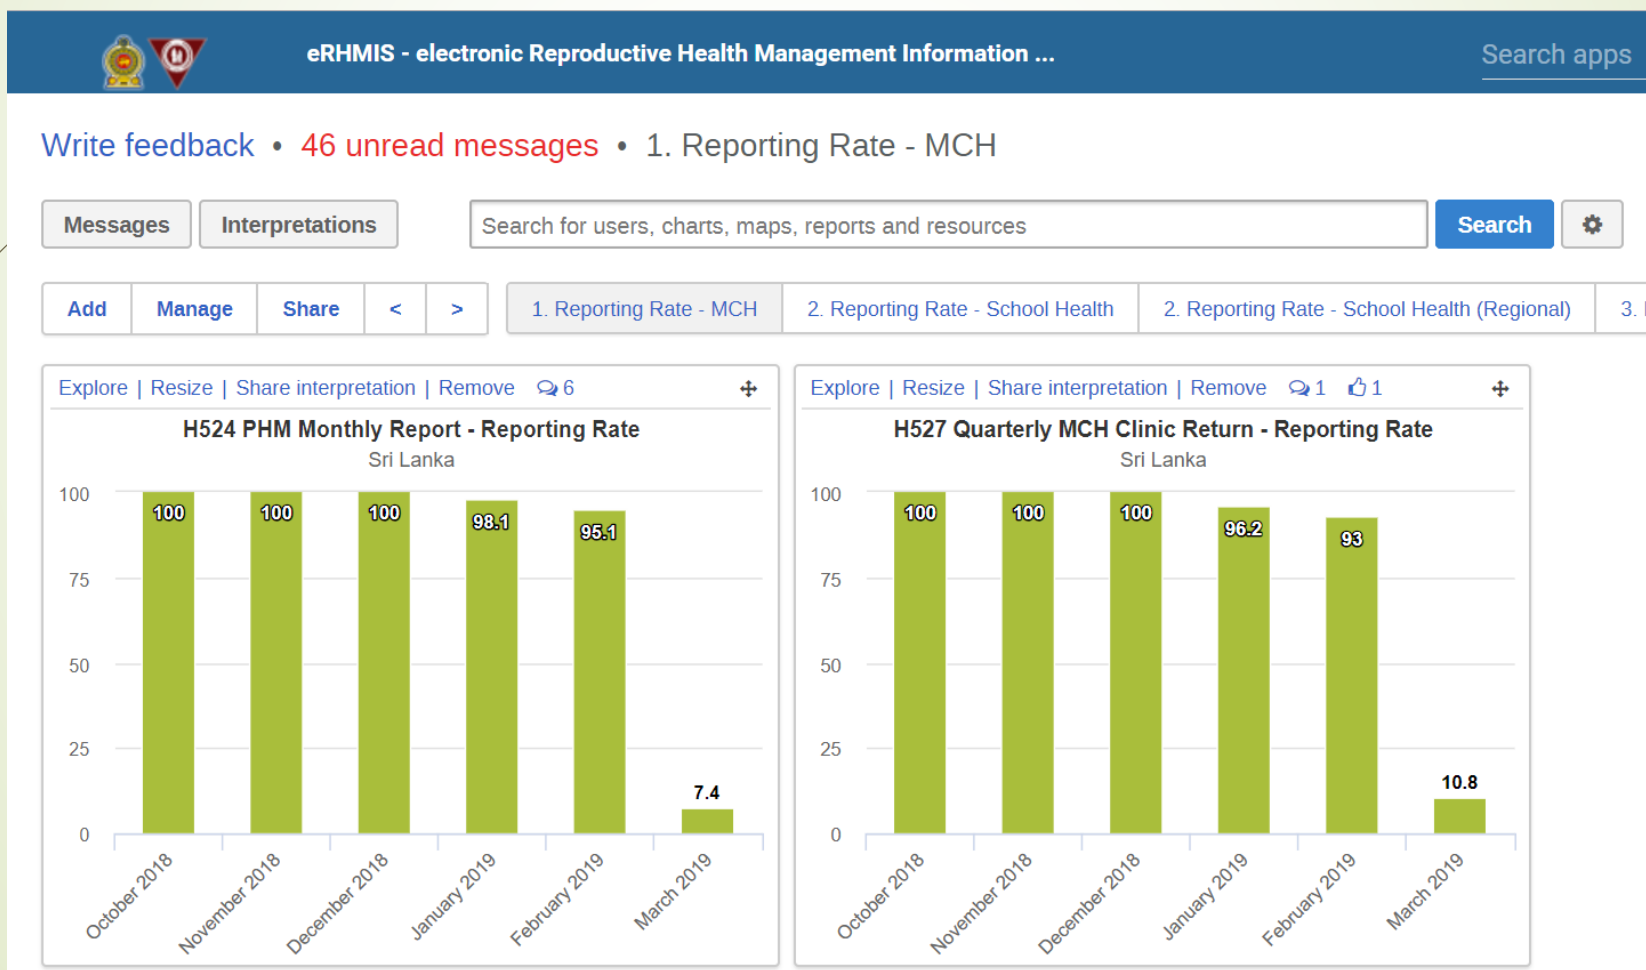 eRHMIS - electronic Reproductive Health Management Information ...
Search apps
Write feedback • 46 unread messages • 1. Reporting Rate - MCH
Messages
Interpretations
Search for users, charts, maps, reports and resources
Search
Add
Manage
Share
<
>
1. Reporting Rate - MCH
2. Reporting Rate - School Health
2. Reporting Rate - School Health (Regional)
3.
Explore | Resize | Share interpretation | Remove 6
H524 PHM Monthly Report - Reporting Rate
Sri Lanka
100
75
50
25
0
100
100
100
98.1
95.1
7.4
October 2018
November 2018
December 2018
January 2019
February 2019
March 2019
Explore | Resize | Share interpretation | Remove 1 1
H527 Quarterly MCH Clinic Return - Reporting Rate
Sri Lanka
100
75
50
25
0
100
100
100
96.2
93
10.8
October 2018
November 2018
December 2018
January 2019
February 2019
March 2019